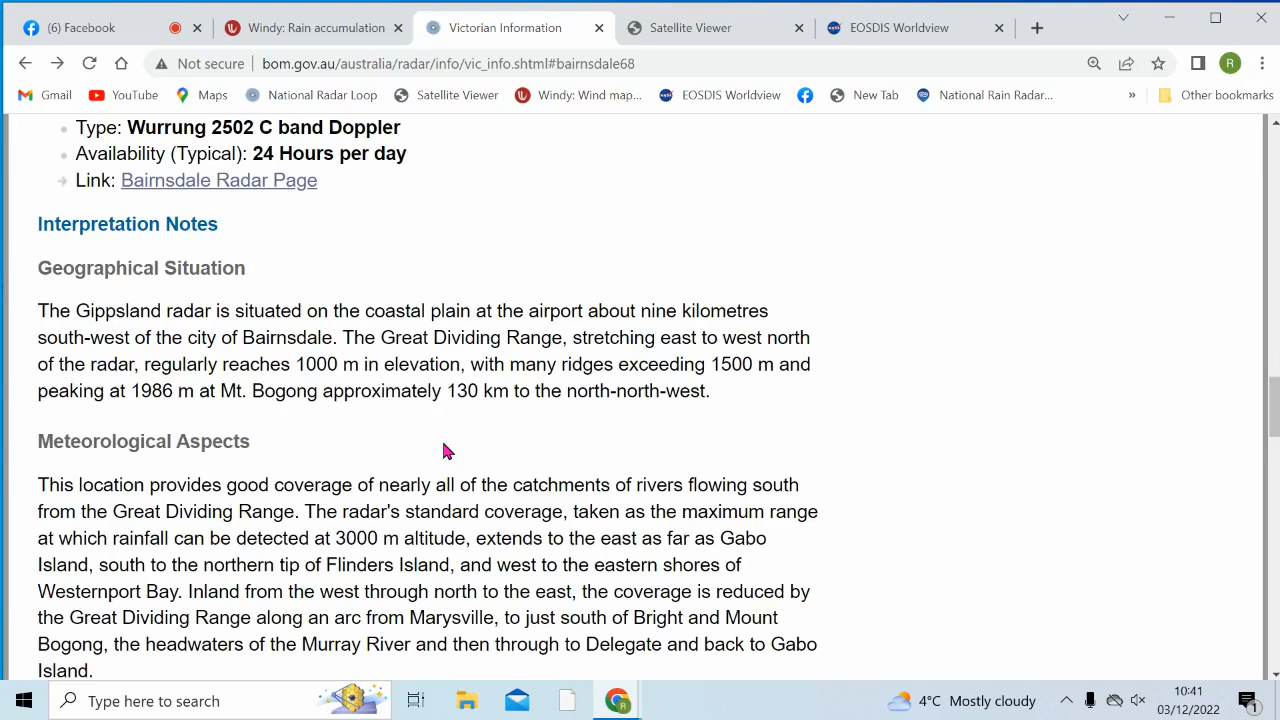 (6) Facebook
Windy: Rain accumulation
Victorian Information
Satellite Viewer
EOSDIS Worldview
Not secure
bom.gov.au/australia/radar/info/vic_info.shtml#bairnsdale68
R
Gmail
YouTube
Maps
National Radar Loop
Satellite Viewer
Windy: Wind map...
EOSDIS Worldview
New Tab
National Rain Radar...
»
Other bookmarks
Type: Wurrung 2502 C band Doppler
Availability (Typical): 24 Hours per day
Link: Bairnsdale Radar Page
Interpretation Notes
Geographical Situation
The Gippsland radar is situated on the coastal plain at the airport about nine kilometres
south-west of the city of Bairnsdale. The Great Dividing Range, stretching east to west north
of the radar, regularly reaches 1000 m in elevation, with many ridges exceeding 1500 m and
peaking at 1986 m at Mt. Bogong approximately 130 km to the north-north-west.
Meteorological Aspects
This location provides good coverage of nearly all of the catchments of rivers flowing south
from the Great Dividing Range. The radar's standard coverage, taken as the maximum range
at which rainfall can be detected at 3000 m altitude, extends to the east as far as Gabo
Island, south to the northern tip of Flinders Island, and west to the eastern shores of
Westernport Bay. Inland from the west through north to the east, the coverage is reduced by
the Great Dividing Range along an arc from Marysville, to just south of Bright and Mount
Bogong, the headwaters of the Murray River and then through to Delegate and back to Gabo
Island.
Type here to search
4°C Mostly cloudy
10:41
03/12/2022
1